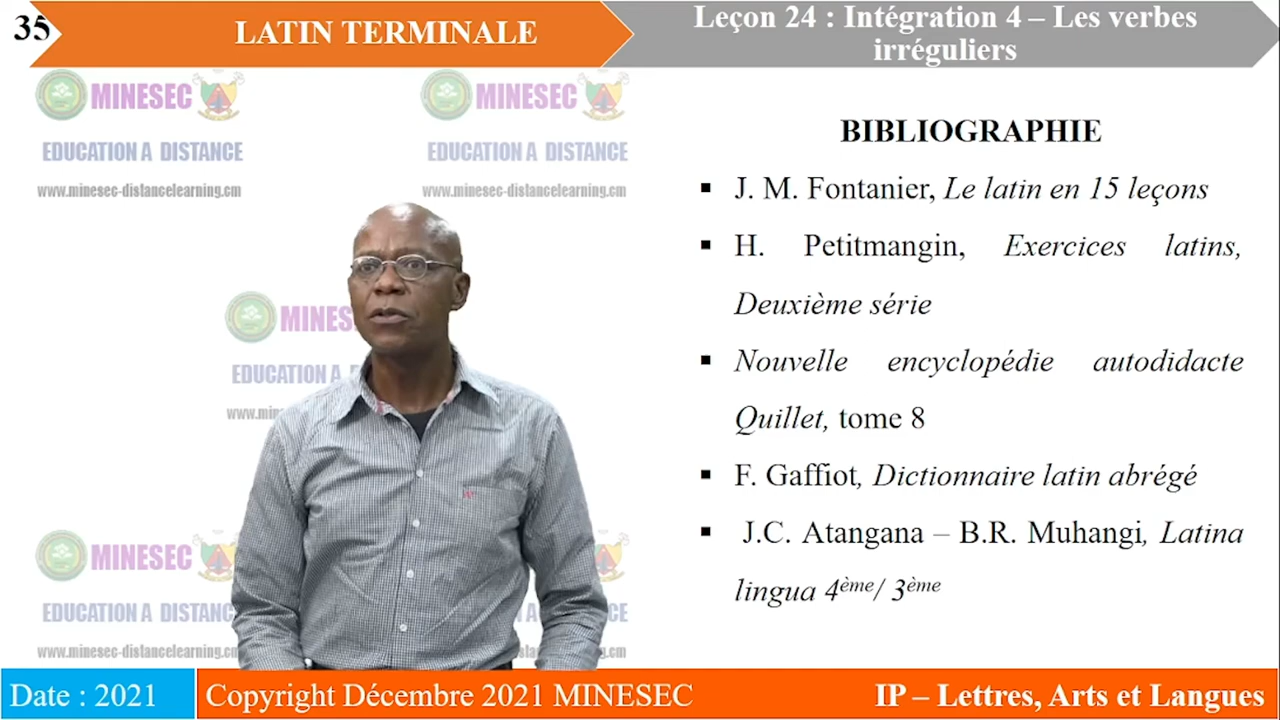 35
LATIN TERMINALE
Leçon 24 : Intégration 4 – Les verbes
irréguliers
MINESEC
EDUCATION A DISTANCE
www.minesec-distancelearning.cm
MINESEC
EDUCATION A DISTANCE
www.minesec-distancelearning.cm
BIBLIOGRAPHIE
▪ J. M. Fontanier, Le latin en 15 leçons
▪ H. Petitmangin, Exercices latins,
Deuxième série
▪ Nouvelle encyclopédie autodidacte
Quillet, tome 8
▪ F. Gaffiot, Dictionnaire latin abrégé
▪ J.C. Atangana – B.R. Muhangi, Latina
lingua 4ème/ 3ème
MINES
EDUCATION A
MINESEC
EDUCATION A DISTANC
www.minesec-distancelearning.cm
Date : 2021
Copyright Décembre 2021 MINESEC
IP – Lettres, Arts et Langues